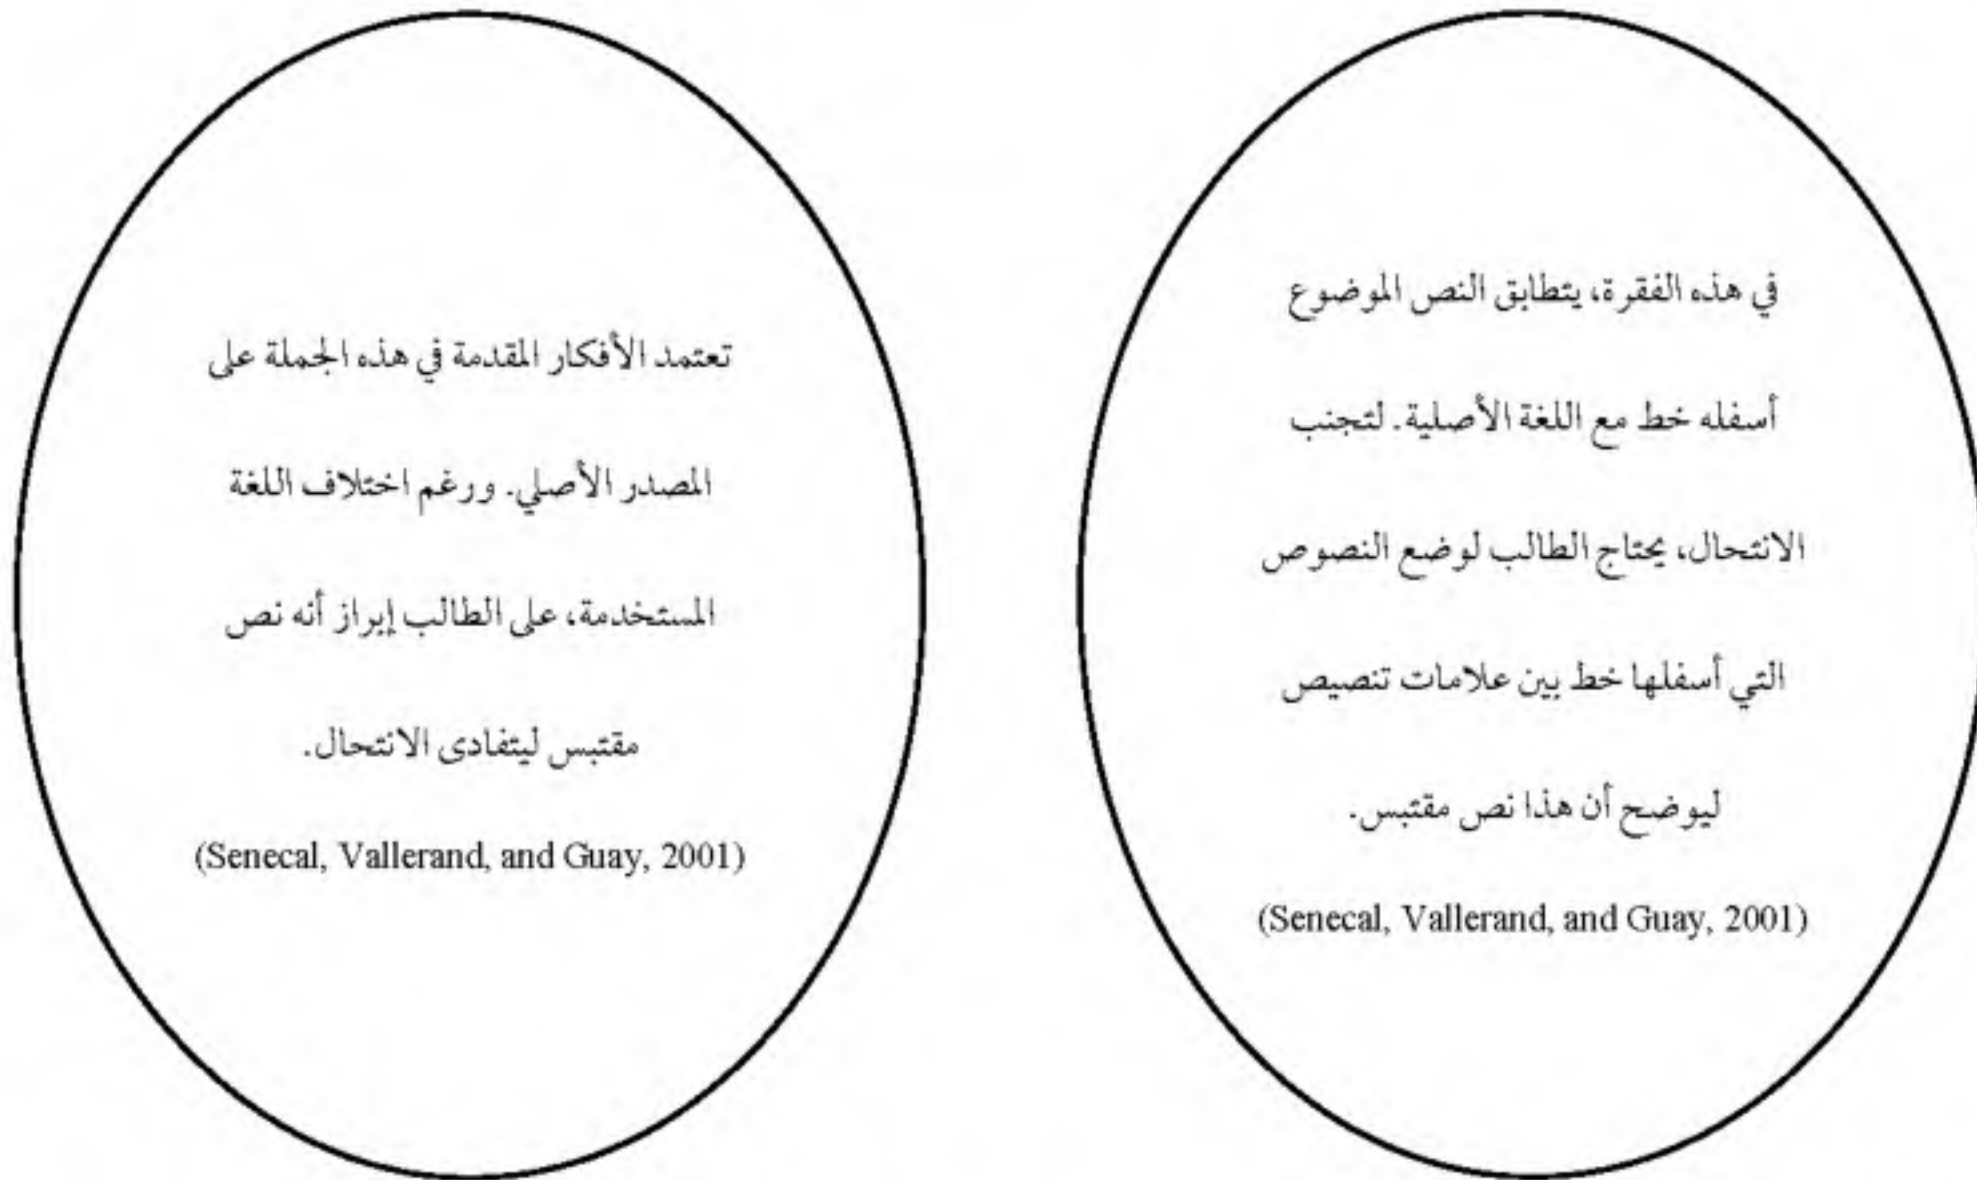 في هذه الفقرة، يتطابق النص الموضوع
أسفله خط مع اللغة الأصلية. لتجنب
الانتحال، يحتاج الطالب لوضع النصوص
التي أسفلها خط بين علامات تنصيص
ليوضح أن هذا نص مقتبس.
(Senecal, Vallerand, and Guay, 2001)
تعتمد الأفكار المقدمة في هذه الجملة على
المصدر الأصلي. ورغم اختلاف اللغة
المستخدمة، على الطالب إبراز أنه نص
مقتبس ليتفادى الانتحال.
(Senecal, Vallerand, and Guay, 2001)